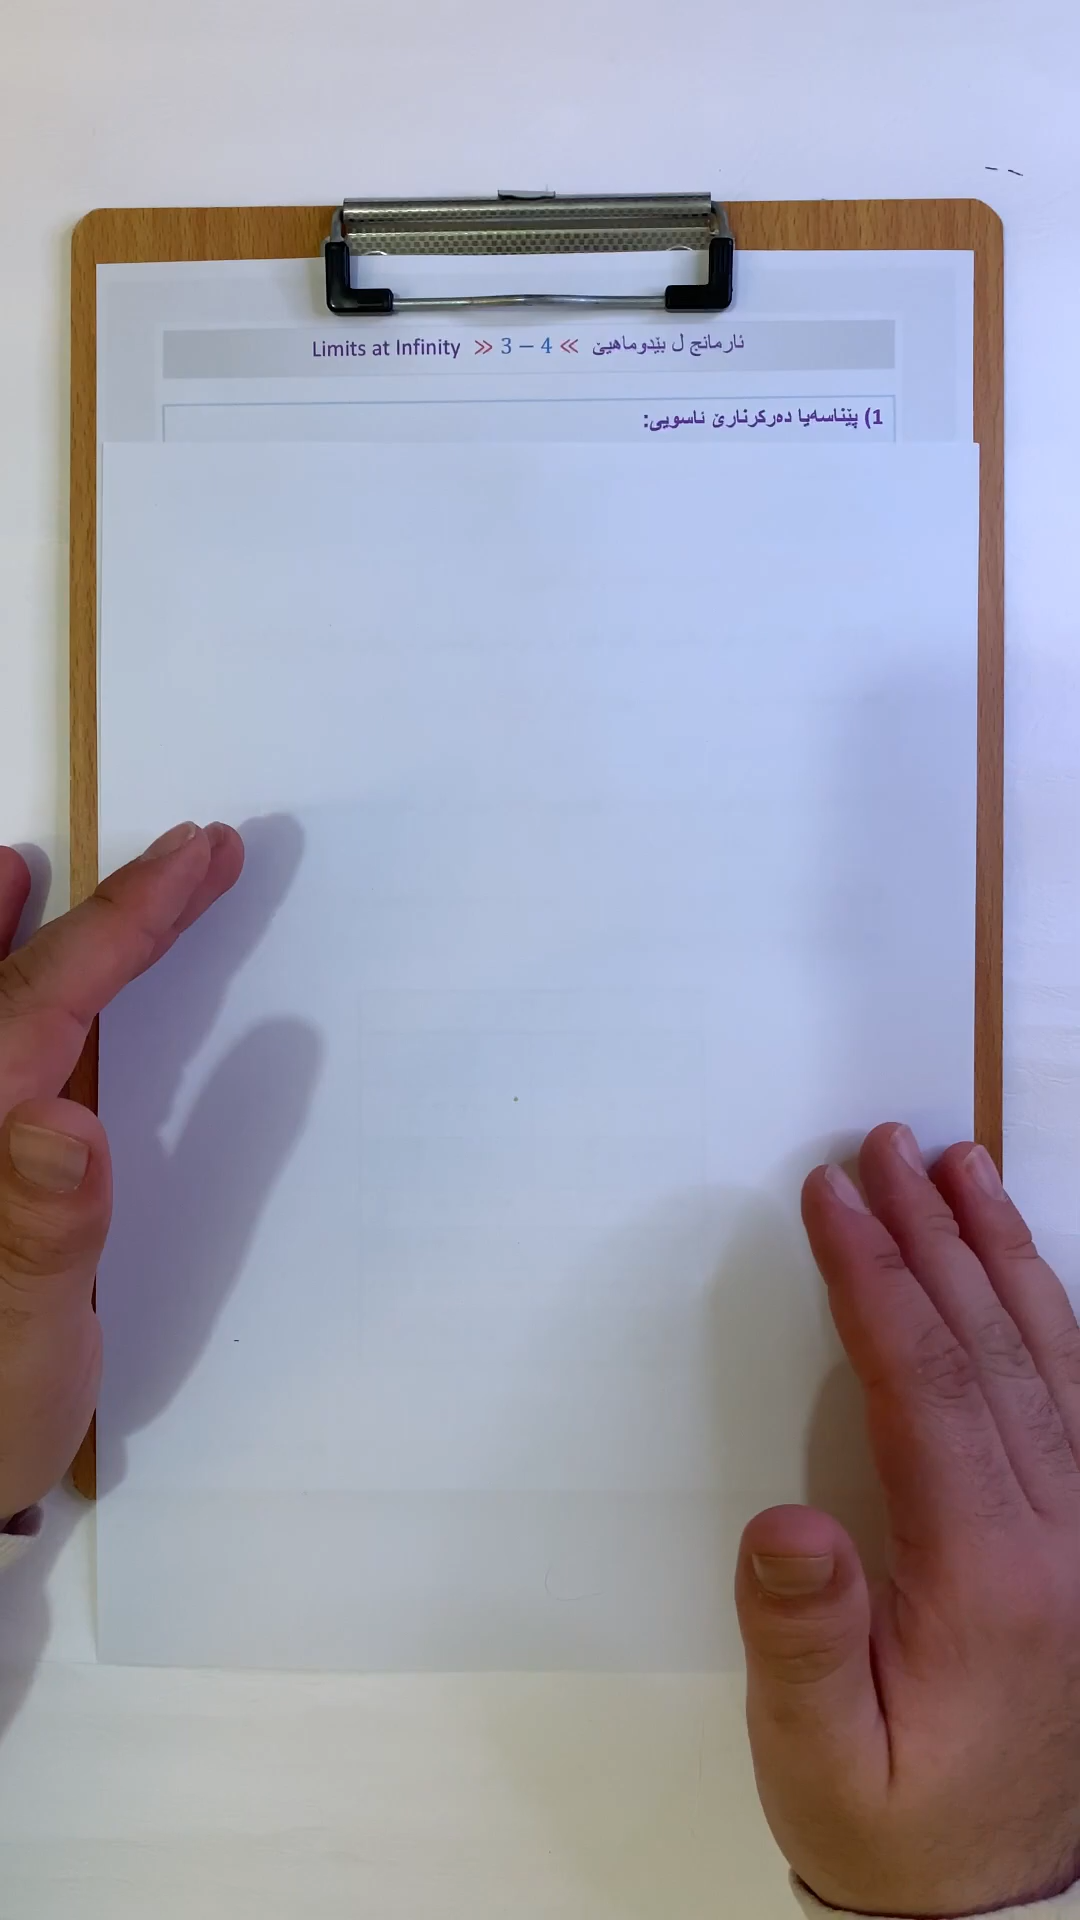 Limits at Infinity >> 3 – 4 << ئارمانج ل بێدوماهیێ
1) پێناسەیا دەرکرنارێ ئاسویی: